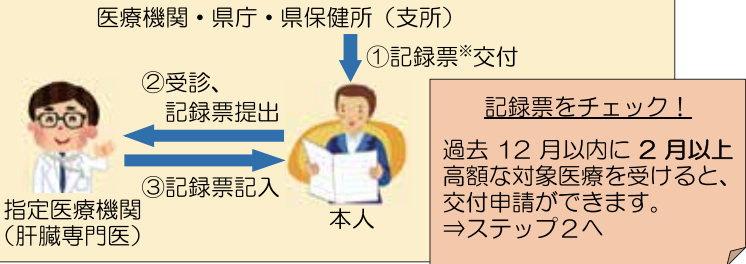 医療機関・県庁・県保健所（支所）
①記録票※交付
②受診、
記録票提出
③記録票記入
指定医療機関
（肝臓専門医）
本人
記録票をチェック！
過去 12 月以内に 2 月以上
高額な対象医療を受けると、
交付申請ができます。
⇒ステップ２へ